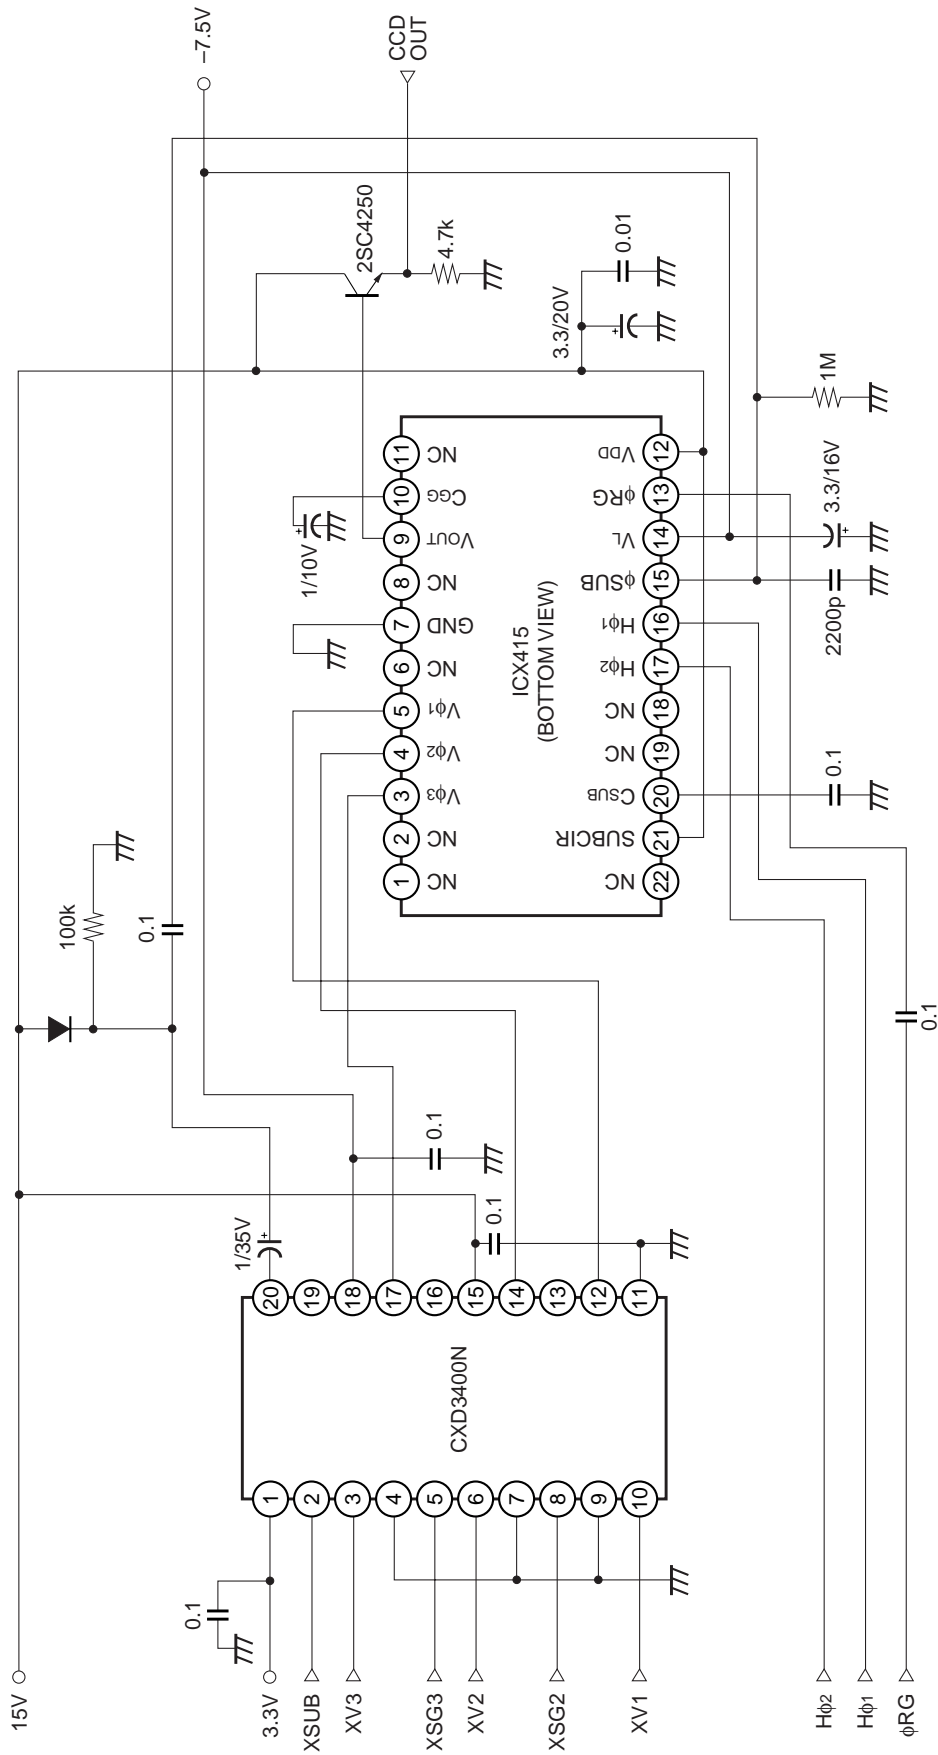 15V
3.3V
XSUB
XV3
XSG3
XV2
XSG2
XV1
Hϕ2
Hϕ1
ϕRG
0.1
1
2
3
4
5
6
7
8
9
10
CXD3400N
20
19
18
17
16
15
14
13
12
11
1/35V
0.1
0.1
0.1
100k
0.1
1
2
3
4
5
6
7
8
9
10
11
NC
NC
Vϕ3
Vϕ2
Vϕ1
NC
GND
NC
VOUT
CGG
NC
ICX415
(BOTTOM VIEW)
NC
SUBCIR
CSUB
NC
NC
Hϕ2
Hϕ1
ϕSUB
VL
ϕRG
VDD
22
21
20
19
18
17
16
15
14
13
12
0.1
2200p
3.3/16V
1M
1/10V
3.3/20V
0.01
2SC4250
4.7k
CCD
OUT
–7.5V